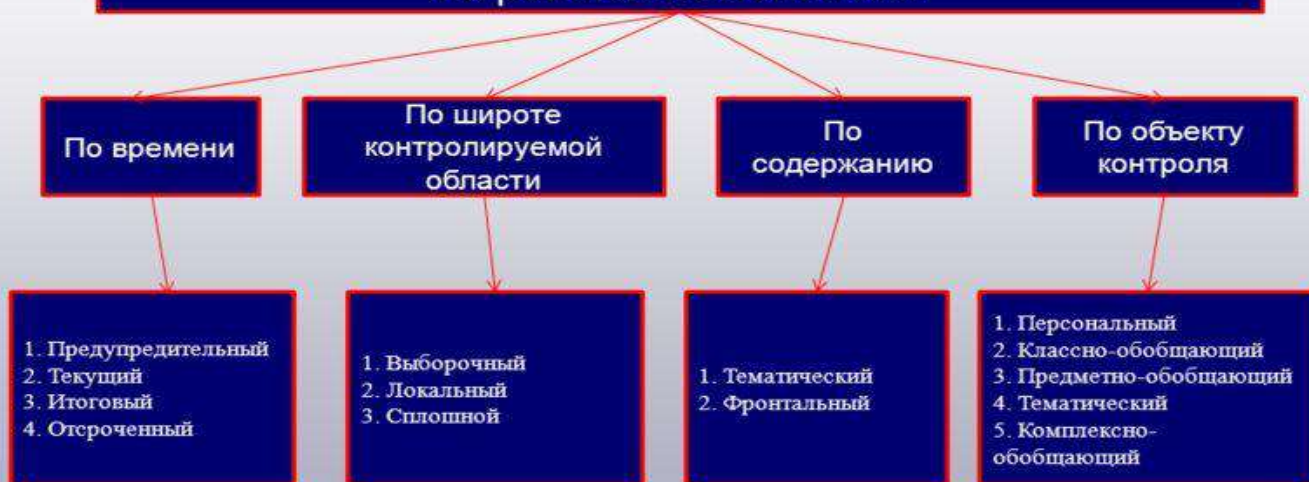 По времени
По широте
контролируемой
области
По
содержанию
По объекту
контроля
1. Предупредительный
2. Текущий
3. Итоговый
4. Отсроченный
1. Выборочный
2. Локальный
3. Сплошной
1. Тематический
2. Фронтальный
1. Персональный
2. Классно-обобщающий
3. Предметно-обобщающий
4. Тематический
5. Комплексно-
обобщающий